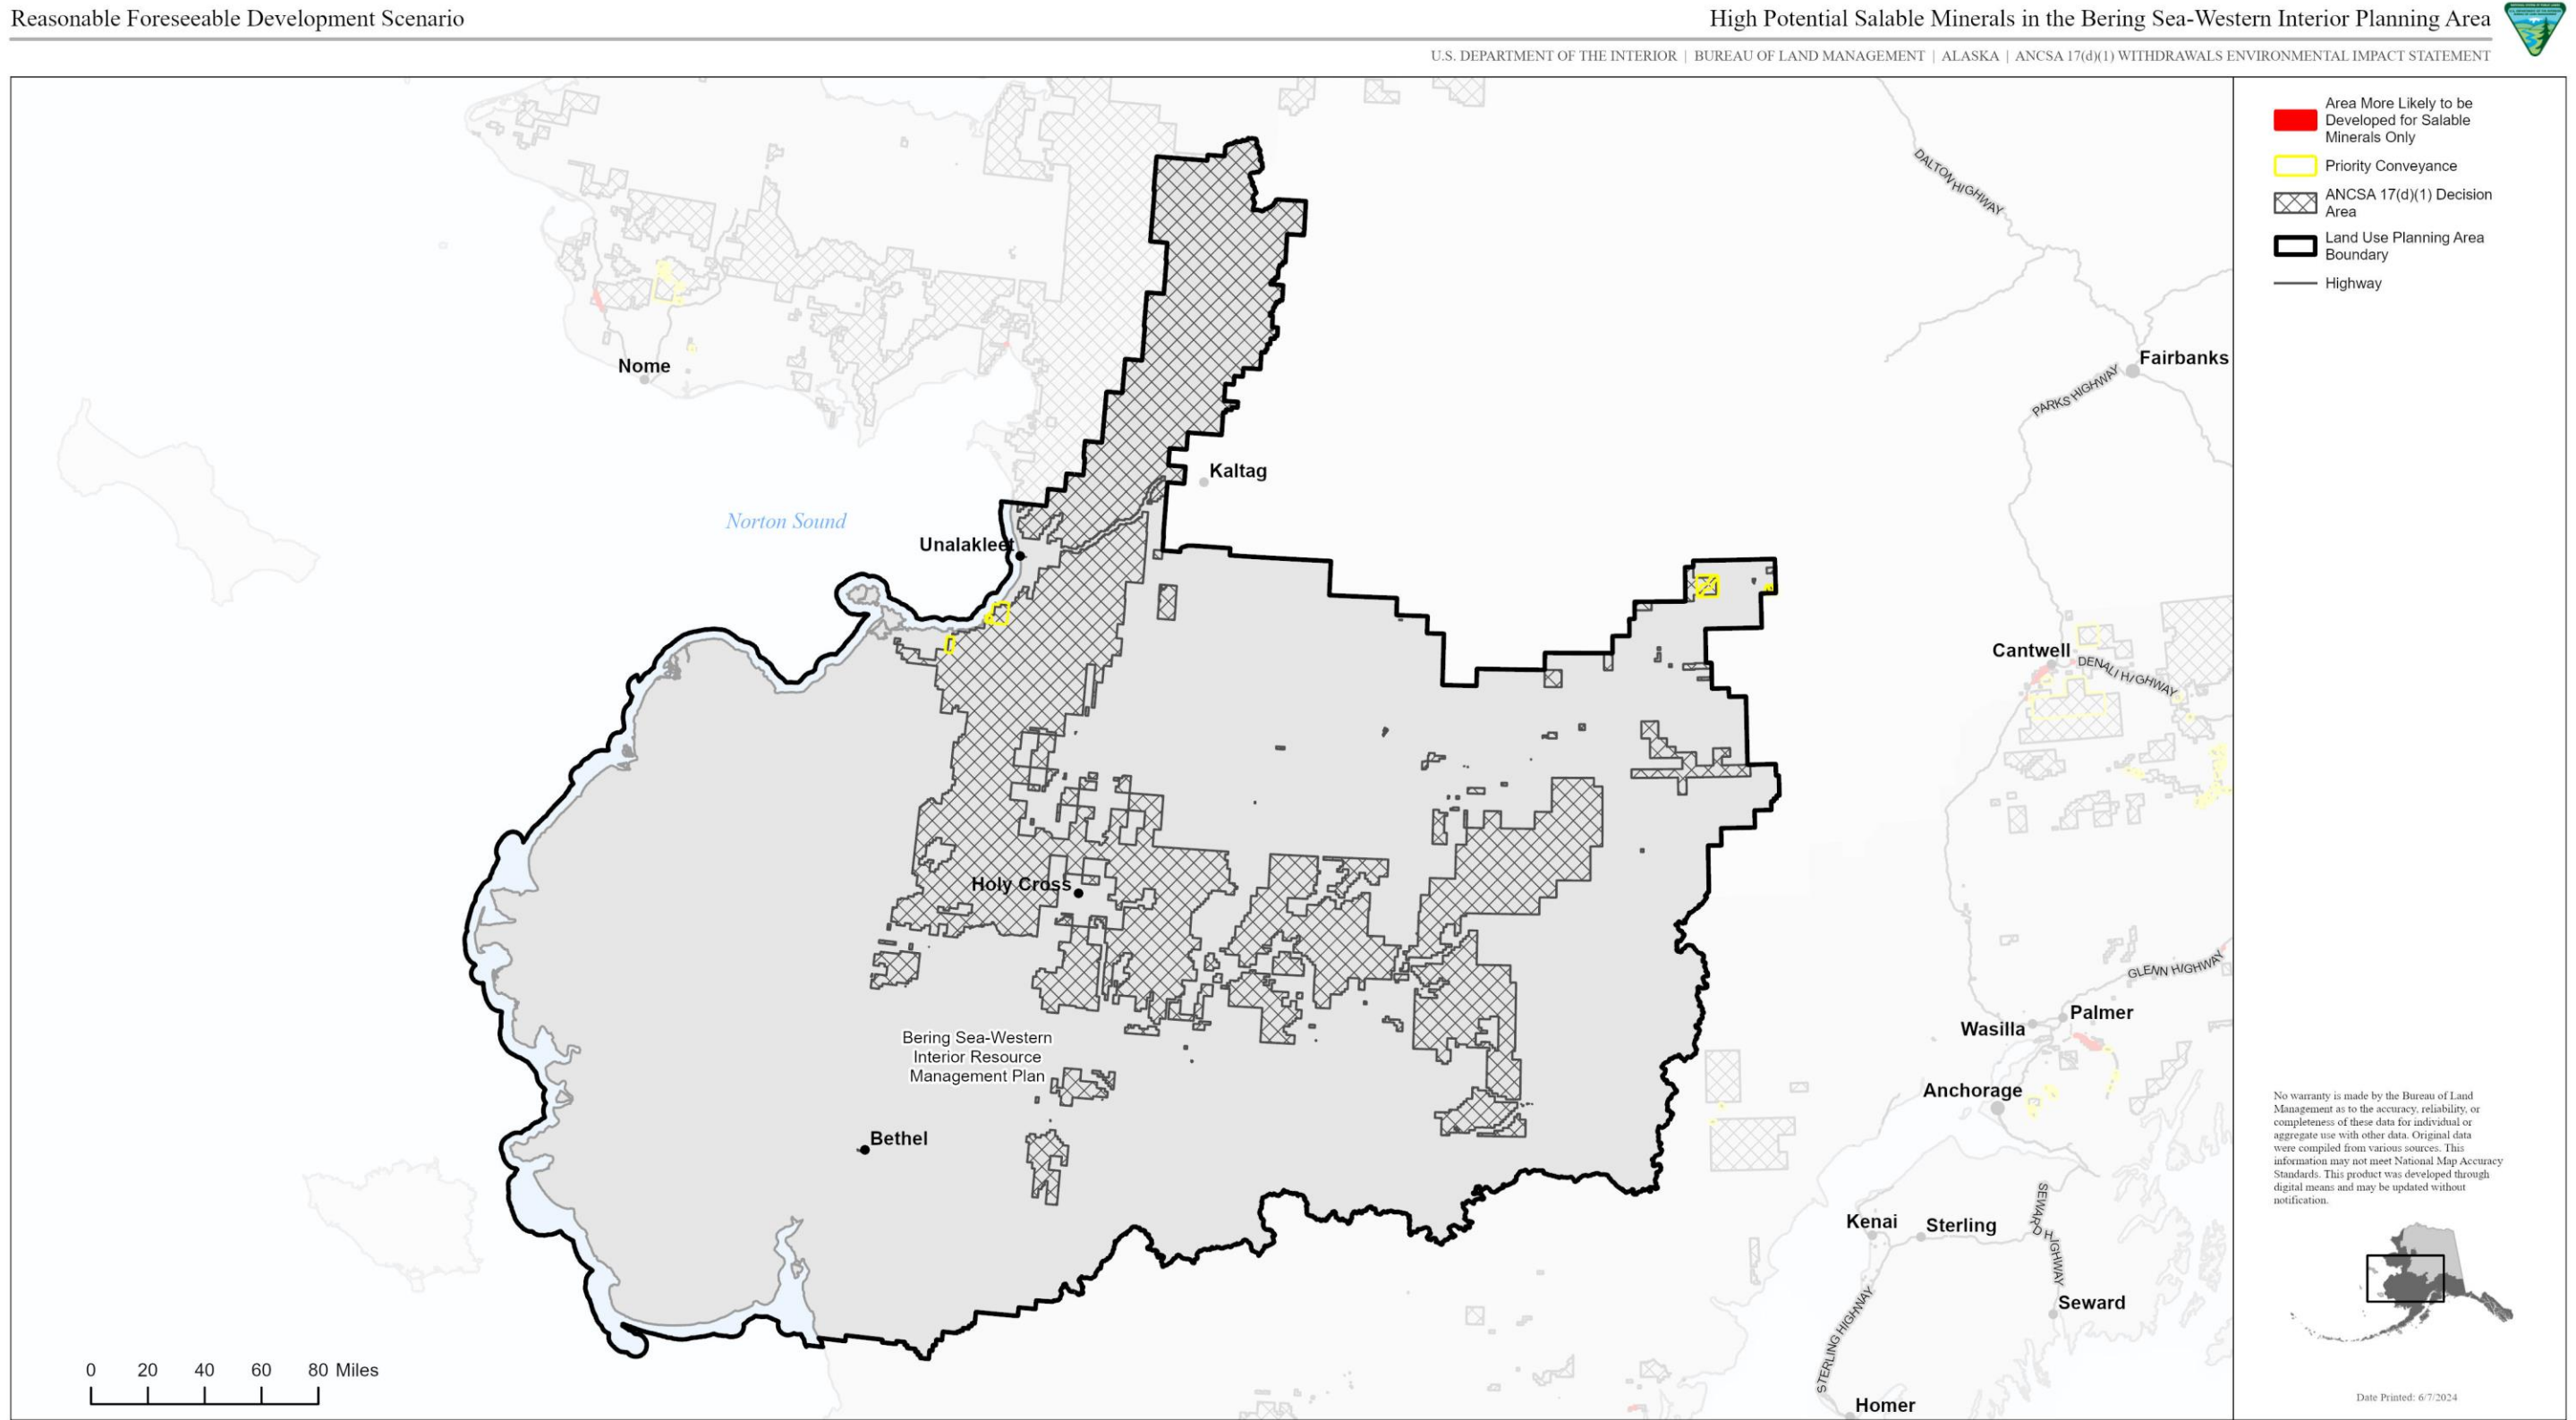 Reasonable Foreseeable Development Scenario
High Potential Salable Minerals in the Bering Sea-Western Interior Planning Area
U.S. DEPARTMENT OF THE INTERIOR | BUREAU OF LAND MANAGEMENT | ALASKA | ANCSA 17(d)(1) WITHDRAWALS ENVIRONMENTAL IMPACT STATEMENT
Area More Likely to be
Developed for Salable
Minerals Only
Priority Conveyance
ANCSA 17(d)(1) Decision
Area
Land Use Planning Area
Boundary
Highway
DALTON HIGHWAY
Nome
Fairbanks
PARKS HIGHWAY
Kaltag
Norton Sound
Unalakleet
Cantwell
DENALI HIGHWAY
Holy Cross
GLENN HIGHWAY
Palmer
Wasilla
Bering Sea-Western
Interior Resource
Management Plan
Anchorage
Bethel
SEWARD HIGHWAY
Kenai
Sterling
Seward
STERLING HIGHWAY
Homer
0 20 40 60 80 Miles
No warranty is made by the Bureau of Land
Management as to the accuracy, reliability, or
completeness of these data for individual or
aggregate use with other data. Original data
were compiled from various sources. This
information may not meet National Map Accuracy
Standards. This product was developed through
digital means and may be updated without
notification.
Date Printed: 6/7/2024